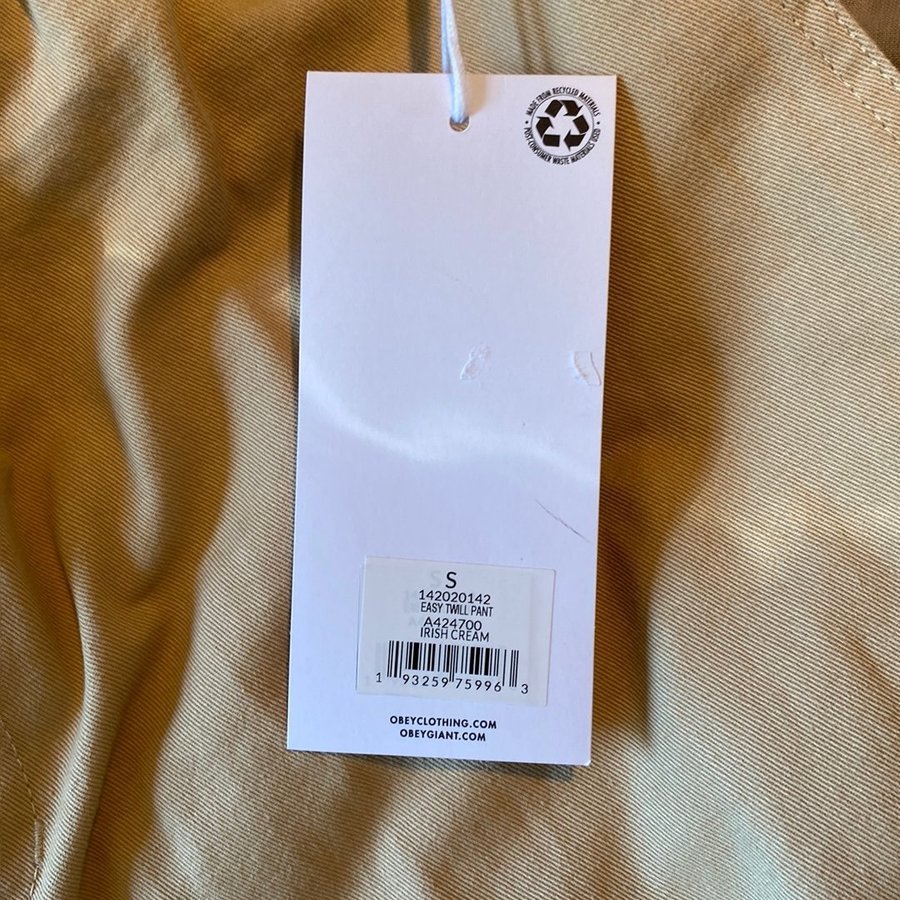 MADE FROM RECYCLED MATERIALS
POST-CONSUMER WASTE MATERIALS USED
S
142020142
EASY TWILL PANT
A424700
IRISH CREAM
1 93259 75996 3
OBEYCLOTHING.COM
OBEYGIANT.COM